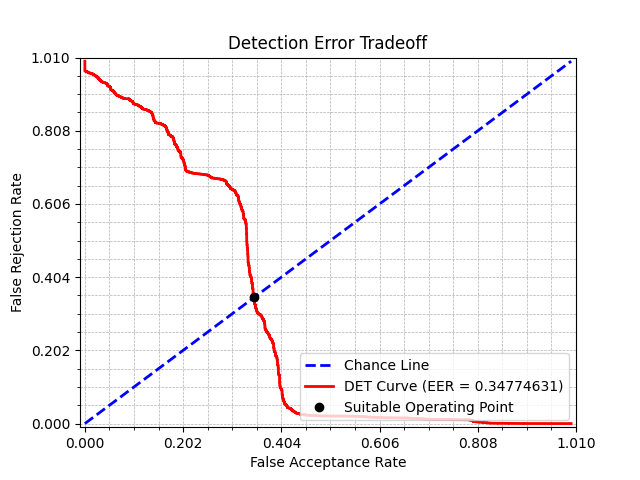 Detection Error Tradeoff
1.010
0.808
0.606
0.404
0.202
0.000
False Rejection Rate
Chance Line
DET Curve (EER = 0.34774631)
Suitable Operating Point
0.000 0.202 0.404 0.606 0.808 1.010
False Acceptance Rate